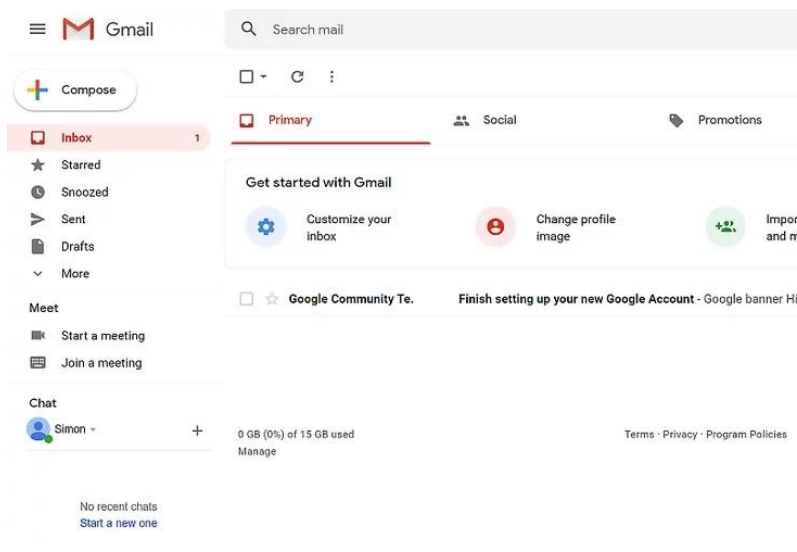 Gmail
Search mail
Compose
Primary
Social
Promotions
Inbox 1
Starred
Snoozed
Sent
Drafts
More
Get started with Gmail
Customize your
inbox
Change profile
image
and
Google Community Te. Finish setting up your new Google Account - Google banner Hi
Meet
Start a meeting
Join a meeting
Chat
Simon
0 GB (0%) of 15 GB used
Manage
Terms · Privacy · Program Policies
No recent chats
Start a new one